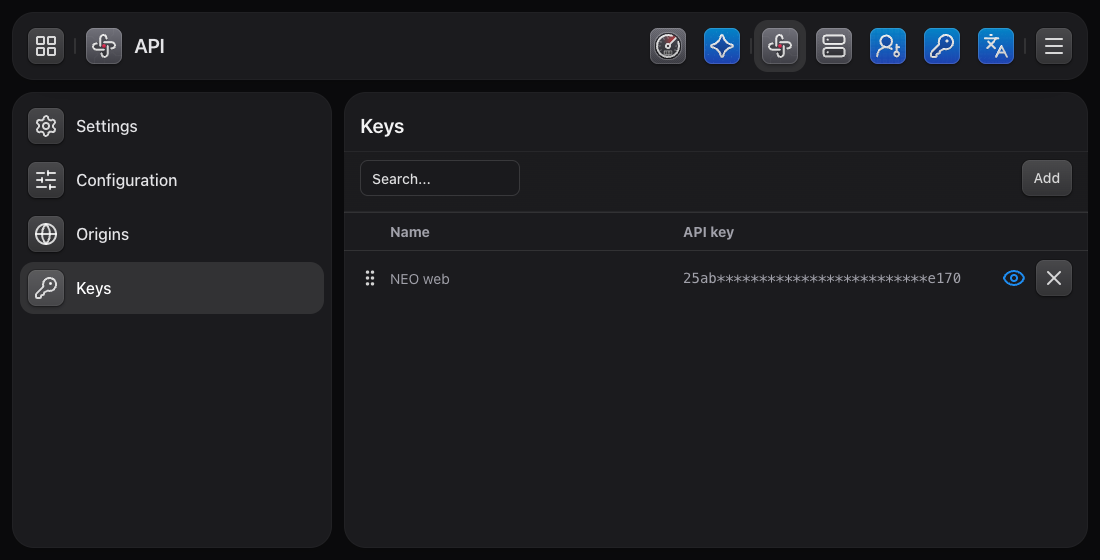 API
Settings
Configuration
Origins
Keys
Keys
Search...
Add
Name API key
NEO web 25ab*************************e170